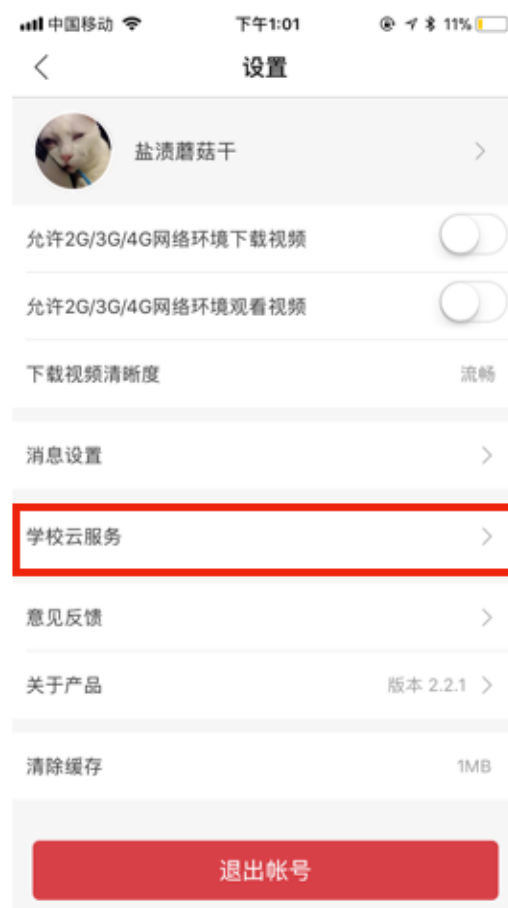 中国移动 下午1:01 11%
设置
盐渍蘑菇干
允许2G/3G/4G网络环境下载视频
允许2G/3G/4G网络环境观看视频
下载视频清晰度 流畅
消息设置
学校云服务
意见反馈
关于产品 版本 2.2.1
清除缓存 1MB
退出帐号